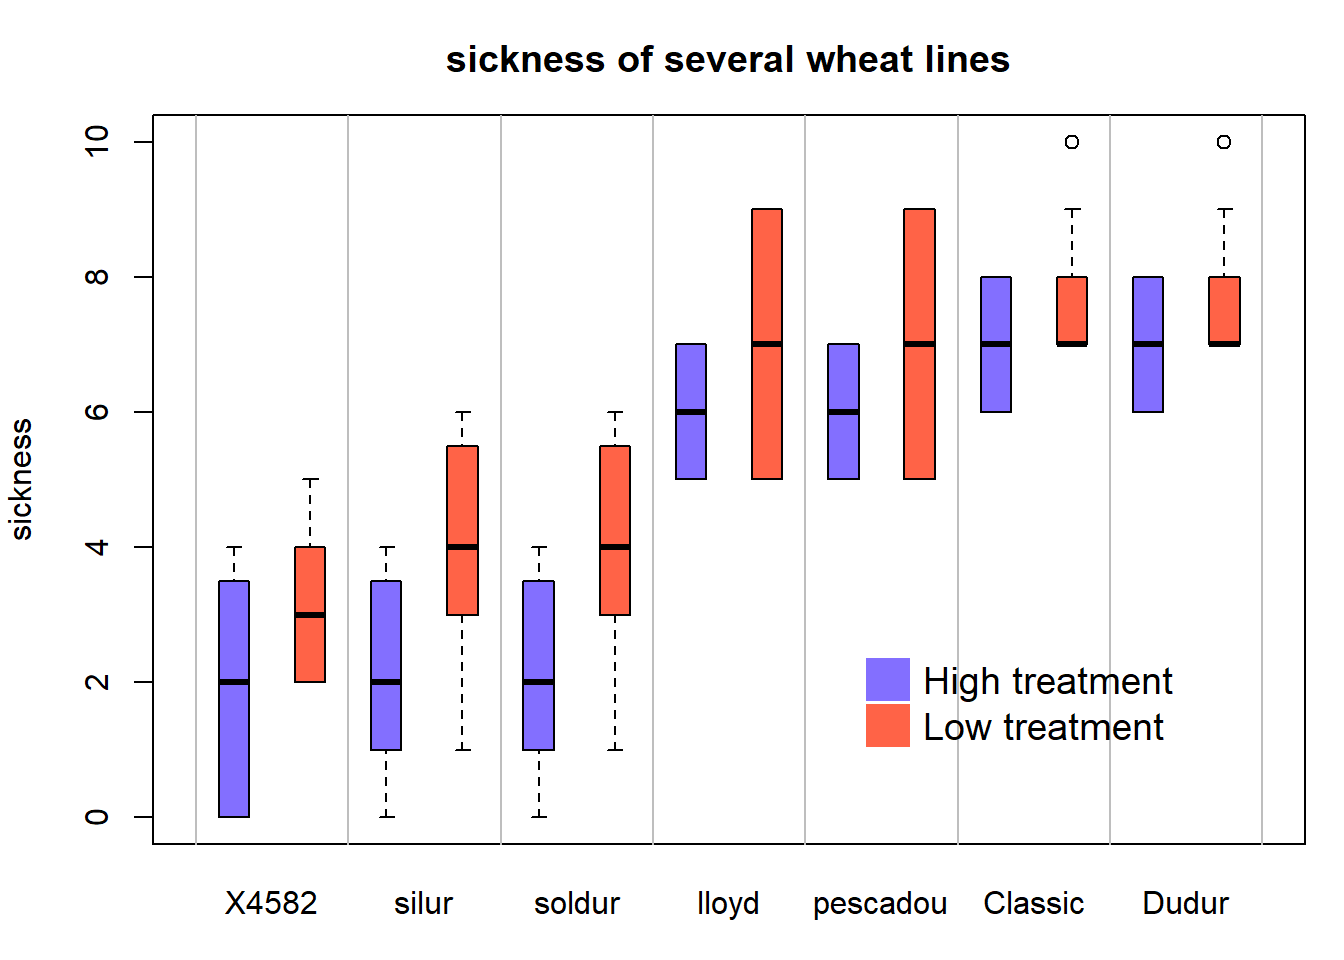 sickness of several wheat lines
sickness
10
8
6
4
2
0
High treatment
Low treatment
X4582 silur soldur lloyd pescadou Classic Dudur